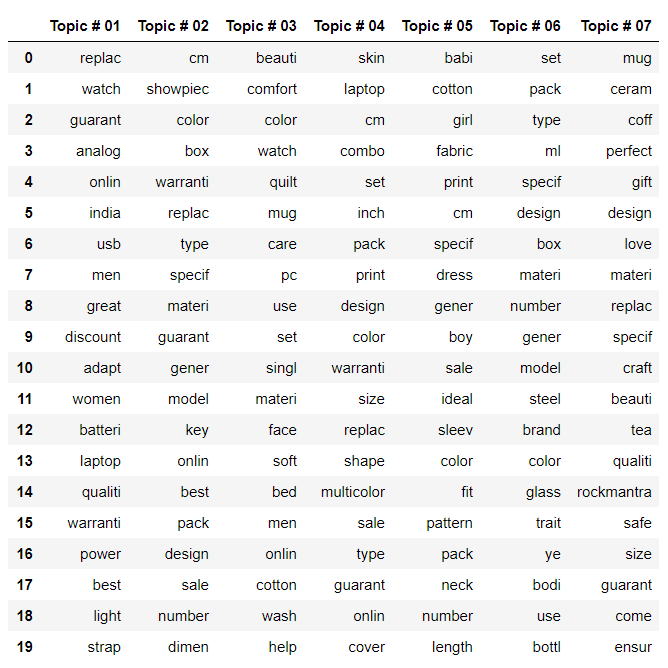 Topic # 01 Topic # 02 Topic # 03 Topic # 04 Topic # 05 Topic # 06 Topic # 07
0 replac cm beauti skin babi set mug
1 watch showpiec comfort laptop cotton pack ceram
2 guarant color color cm girl type coff
3 analog box watch combo fabric ml perfect
4 onlin warranti quilt set print specif gift
5 india replac mug inch cm design design
6 usb type care pack specif box love
7 men specif pc print dress materi materi
8 great materi use design gener number replac
9 discount guarant set color boy gener specif
10 adapt gener singl warranti sale model craft
11 women model materi size ideal steel beauti
12 batteri key face replac sleev brand tea
13 laptop onlin soft shape color color qualiti
14 qualiti best bed multicolor fit glass rockmantra
15 warranti pack men sale pattern trait safe
16 power design onlin type pack ye size
17 best sale cotton guarant neck bodi guarant
18 light number wash onlin number use come
19 strap dimen help cover length bottl ensur